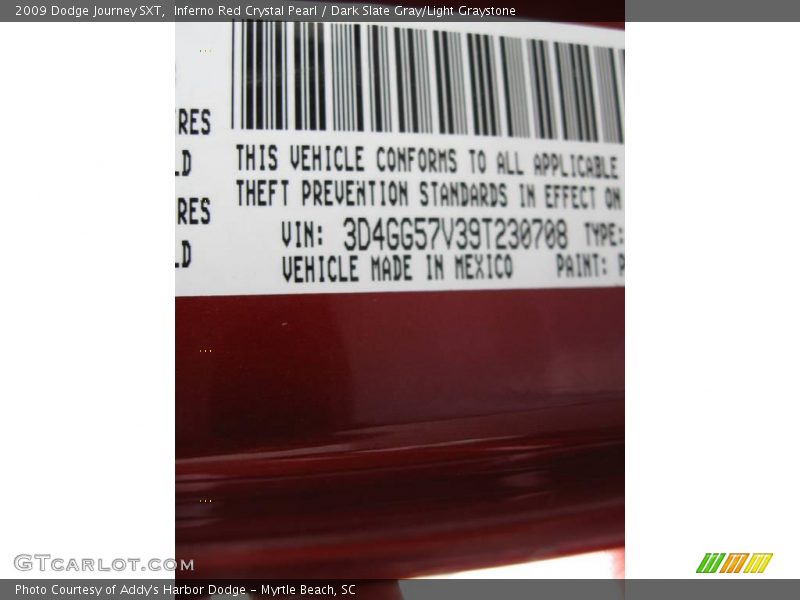 2009 Dodge Journey SXT,  Inferno Red Crystal Pearl / Dark Slate Gray/Light Graystone
RES
LD
RES
LD
THIS VEHICLE CONFORMS TO ALL APPLICABLE
THEFT PREVENTION STANDARDS IN EFFECT ON
VIN: 3D4GG57V39T230708 TYPE:
VEHICLE MADE IN MEXICO PAINT: P
GTCARLOT.COM™
Photo Courtesy of Addy's Harbor Dodge - Myrtle Beach, SC